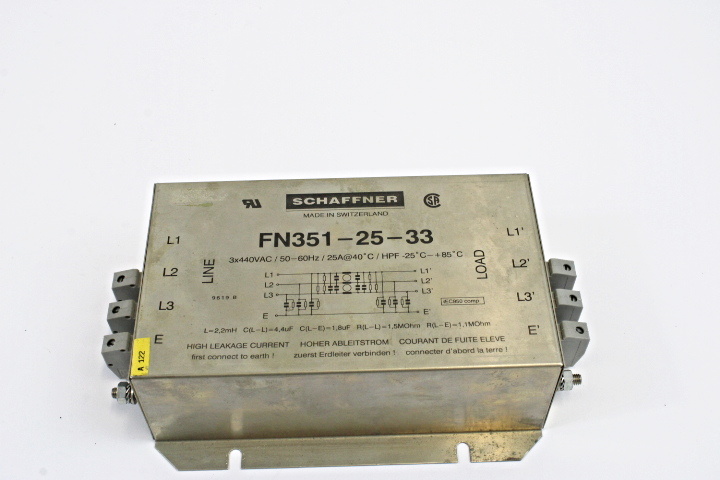 SCHAFFNER
MADE IN SWITZERLAND
FN351-25-33
3x440VAC / 50-60Hz / 25A@40°C / HPF -25°C-+85°C
L1
L2
L3
E
LINE
L1
L2
L3
E
L1'
L2'
L3'
E'
LOAD
L1'
L2'
L3'
E'
IEC950 comp.
L=2,2mH C(L-L)=4,4uF C(L-E)=1,8uF R(L-L)=1,5MOhm R(L-E)=1,1MOhm
HIGH LEAKAGE CURRENT HOHER ABLEITSTROM COURANT DE FUITE ELEVE
first connect to earth ! zuerst Erdleiter verbinden ! connecter d'abord la terre !
A 122